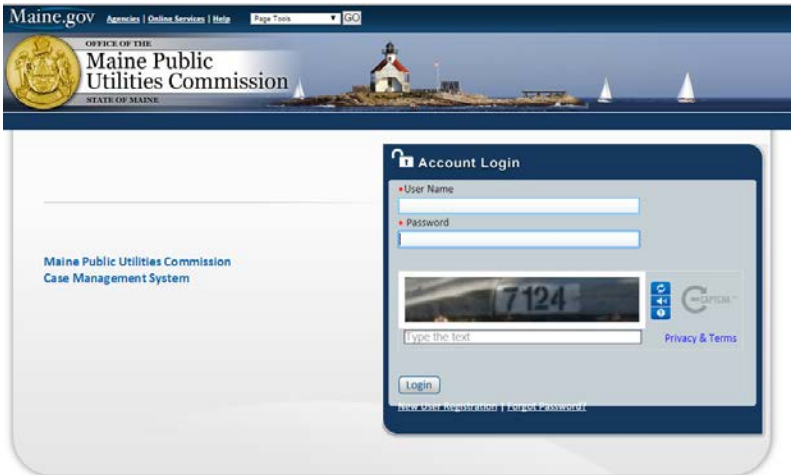 Maine.gov Agencies | Online Services | Help Page Tools GO
OFFICE OF THE
Maine Public
Utilities Commission
STATE OF MAINE
Account Login
•User Name
• Password
Maine Public Utilities Commission
Case Management System
7124
reCAPTCHA™
Type the text
Privacy & Terms
Login
New User Registration | Forgot Password?